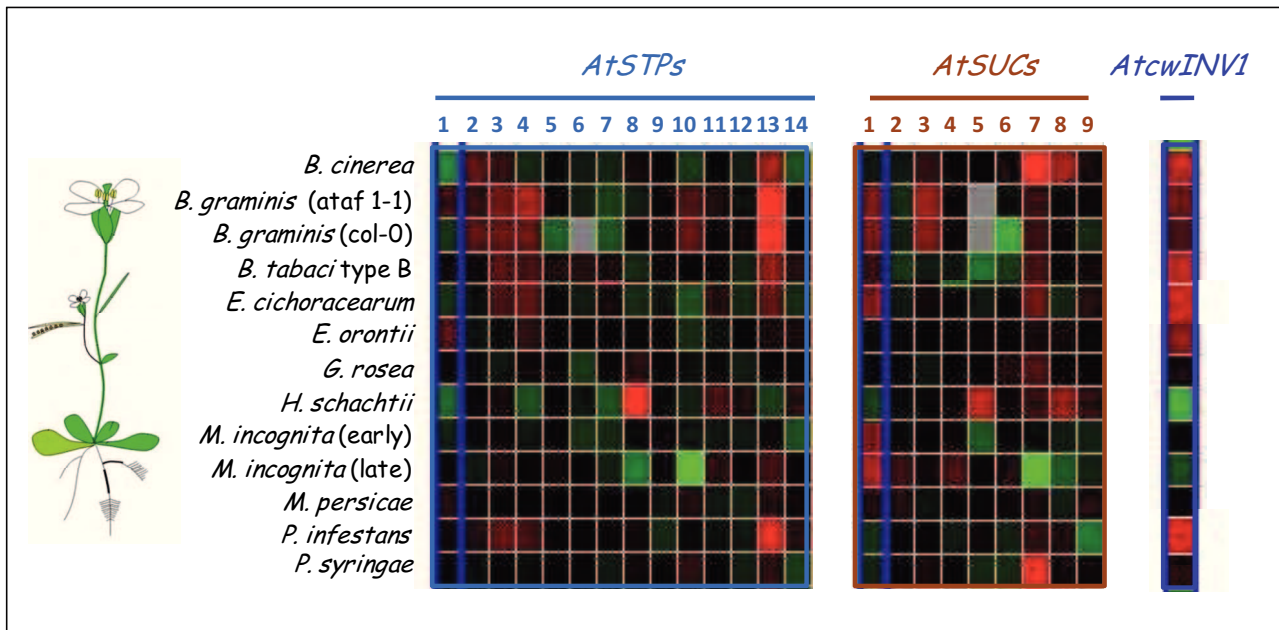 AtSTPs AtSUCs AtcwINV1
1 2 3 4 5 6 7 8 9 10 11 12 13 14 1 2 3 4 5 6 7 8 9
B. cinerea
B. graminis (ataf 1-1)
B. graminis (col-0)
B. tabaci type B
E. cichoracearum
E. orontii
G. rosea
H. schachtii
M. incognita (early)
M. incognita (late)
M. persicae
P. infestans
P. syringae